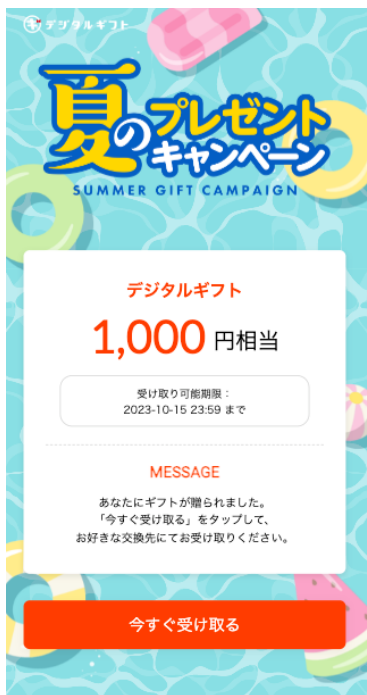 デジタルギフト
夏のプレゼント
キャンペーン
SUMMER GIFT CAMPAIGN
デジタルギフト
1,000 円相当
受け取り可能期限：
2023-10-15 23:59 まで
MESSAGE
あなたにギフトが贈られました。
「今すぐ受け取る」をタップして、
お好きな交換先にてお受け取りください。
今すぐ受け取る